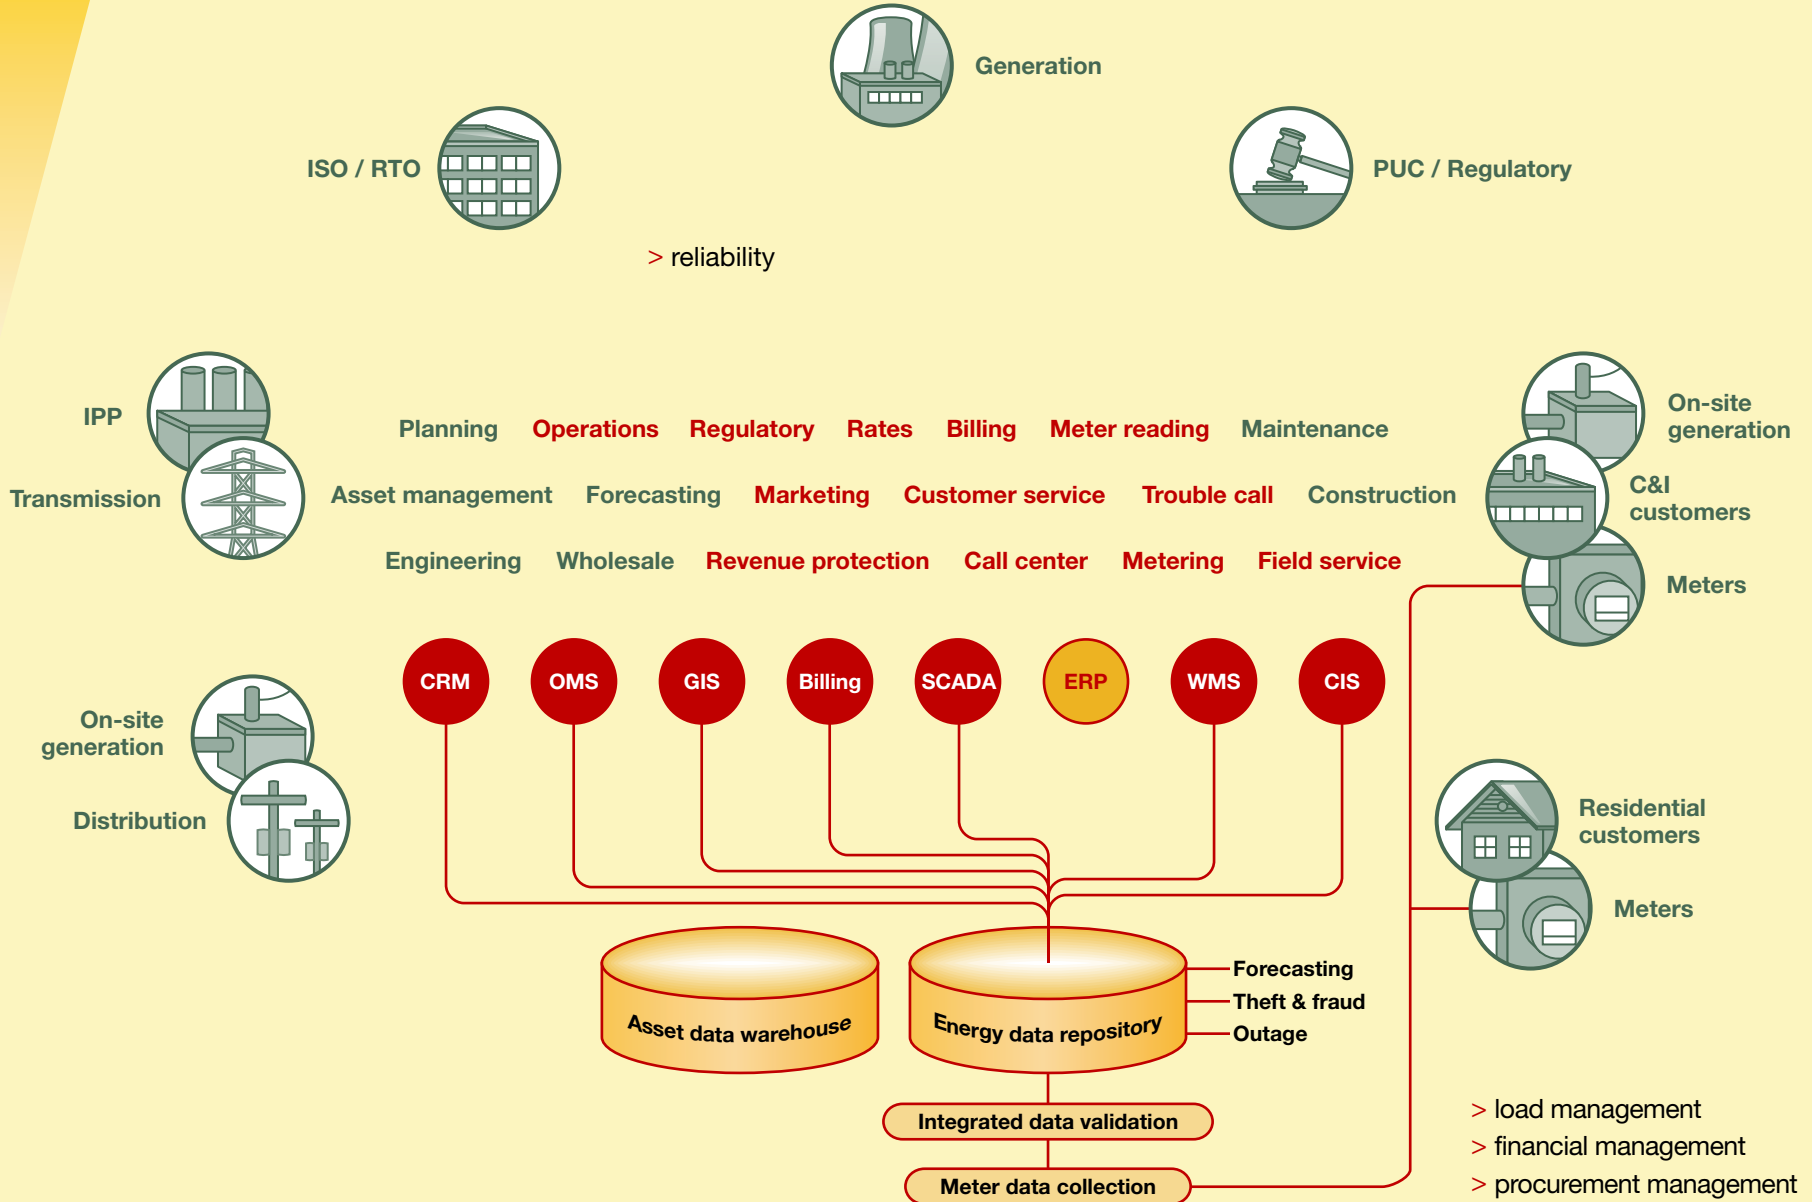 Generation
ISO / RTO
PUC / Regulatory
> reliability
IPP
On-site
generation
Planning Operations Regulatory Rates Billing Meter reading Maintenance
Transmission
Asset management Forecasting Marketing Customer service Trouble call Construction
C&I
customers
Engineering Wholesale Revenue protection Call center Metering Field service
Meters
CRM OMS GIS Billing SCADA ERP WMS CIS
On-site
generation
Distribution
Residential
customers
Meters
Asset data warehouse
Energy data repository
Forecasting
Theft & fraud
Outage
Integrated data validation
Meter data collection
> load management
> financial management
> procurement management